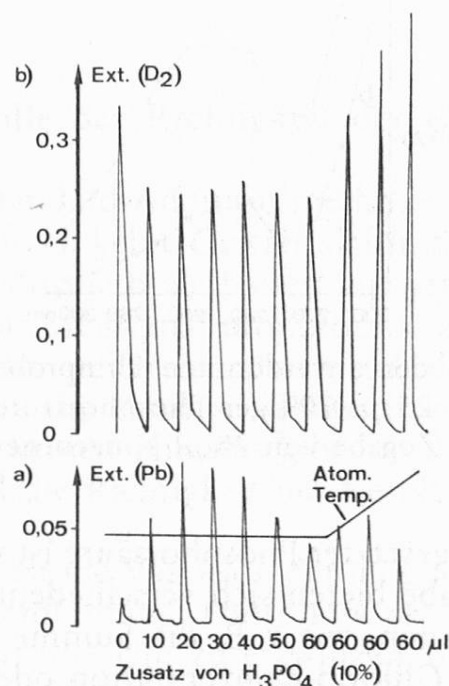 b) Ext. (D₂)
0,3
0,2
0,1
0
a) Ext. (Pb)
Atom.
Temp.
0,05
0
0 10 20 30 40 50 60 60 60 60 µl
Zusatz von H₃PO₄ (10%)